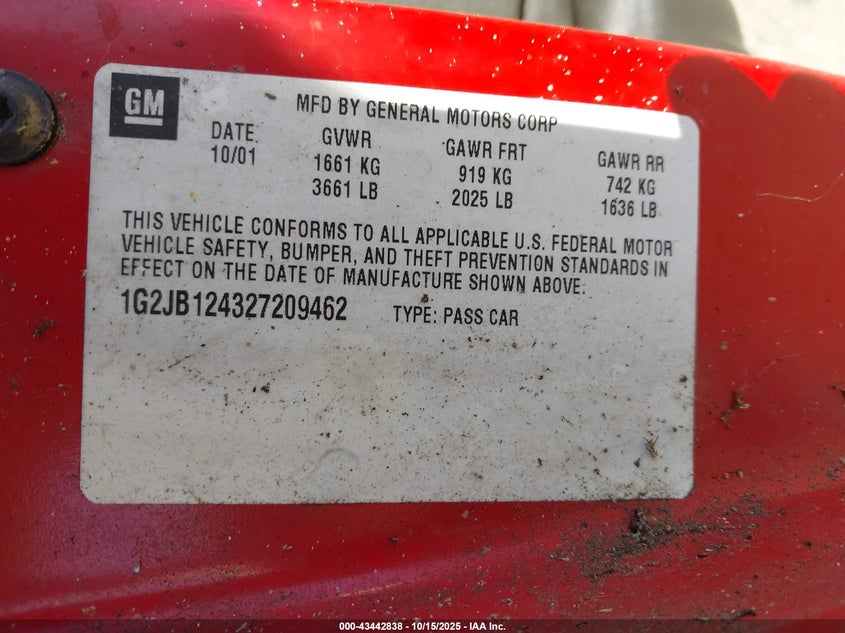 GM
MFD BY GENERAL MOTORS CORP
DATE GVWR GAWR FRT GAWR RR
10/01 1661 KG 919 KG 742 KG
3661 LB 2025 LB 1636 LB
THIS VEHICLE CONFORMS TO ALL APPLICABLE U.S. FEDERAL MOTOR
VEHICLE SAFETY, BUMPER, AND THEFT PREVENTION STANDARDS IN
EFFECT ON THE DATE OF MANUFACTURE SHOWN ABOVE.
1G2JB124327209462 TYPE: PASS CAR
000-43442838 - 10/15/2025 - IAA Inc.